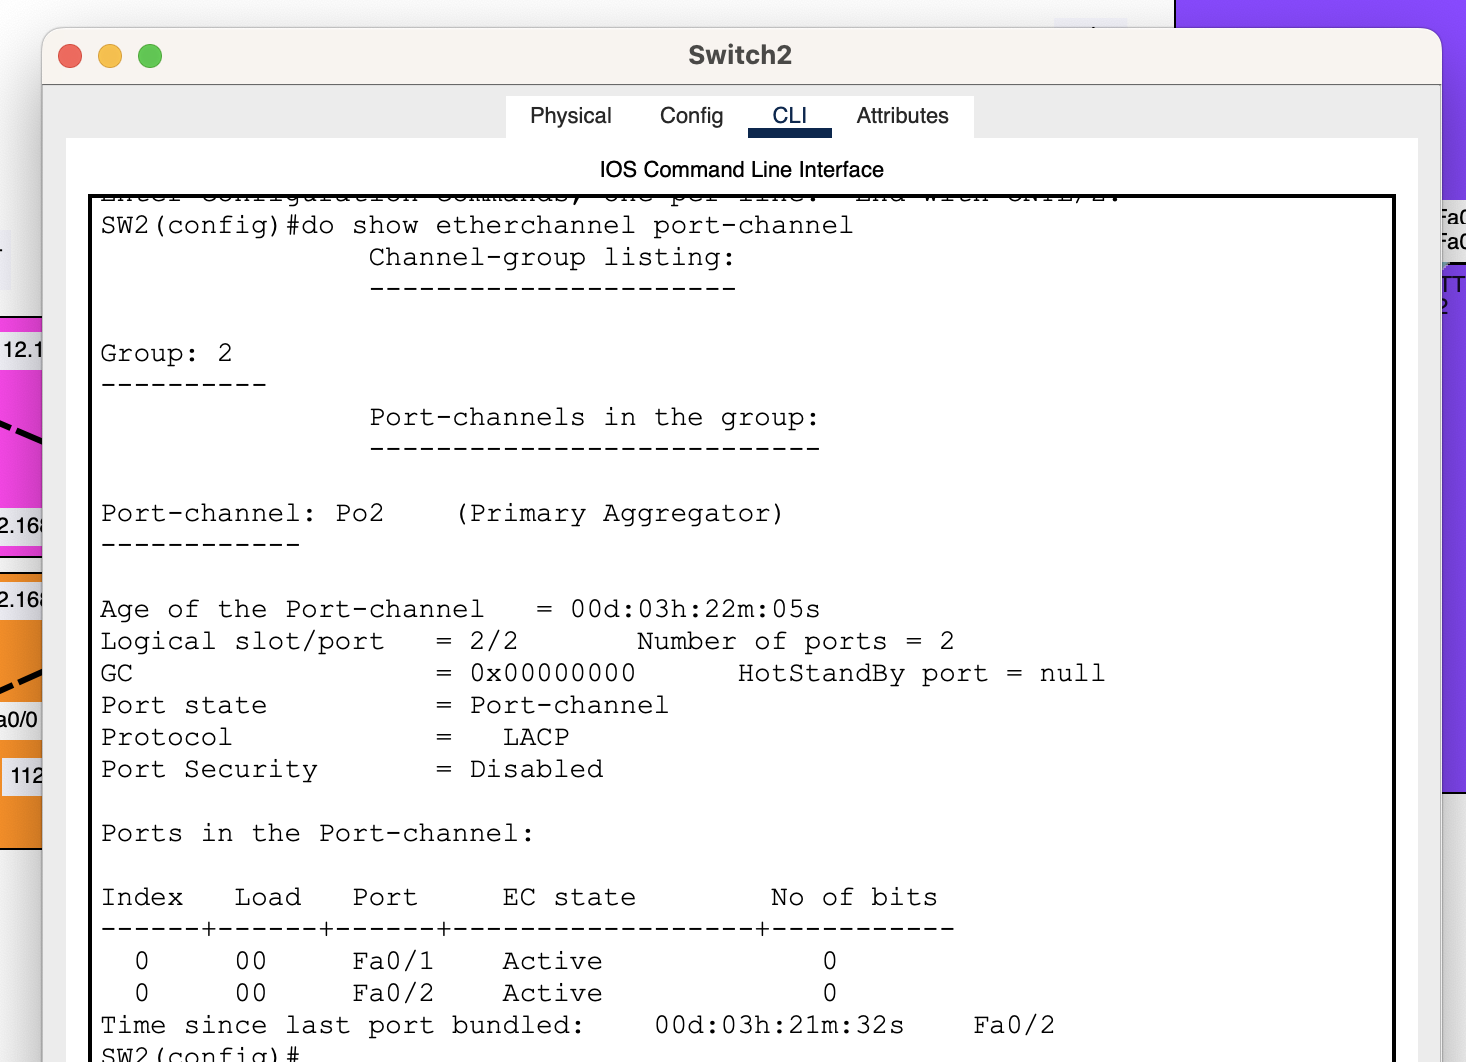 Switch2
Physical Config CLI Attributes
IOS Command Line Interface
SW2(config)#do show etherchannel port-channel
Channel-group listing:
----------------------
Group: 2
----------
Port-channels in the group:
---------------------------
Port-channel: Po2 (Primary Aggregator)
------------
Age of the Port-channel = 00d:03h:22m:05s
Logical slot/port = 2/2 Number of ports = 2
GC = 0x00000000 HotStandBy port = null
Port state = Port-channel
Protocol = LACP
Port Security = Disabled
Ports in the Port-channel:
Index Load Port EC state No of bits
------+------+------+------------------+-----------
0 00 Fa0/1 Active 0
0 00 Fa0/2 Active 0
Time since last port bundled: 00d:03h:21m:32s Fa0/2
SW2(config)#
12.1
2.168
2.168
a0/0
112
Fa0
Fa0
TT
2